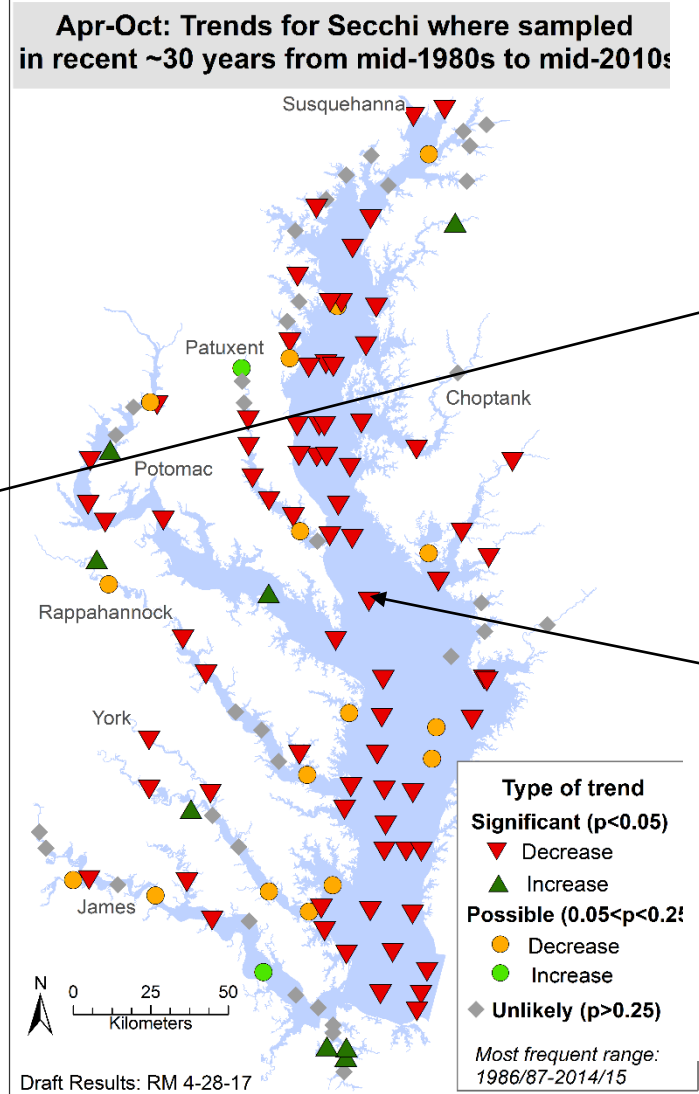 Apr-Oct: Trends for Secchi where sampled
in recent ~30 years from mid-1980s to mid-2010s
Susquehanna
Patuxent
Choptank
Potomac
Rappahannock
York
James
Type of trend
Significant (p<0.05)
Decrease
Increase
Possible (0.05<p<0.25
Decrease
Increase
Unlikely (p>0.25)
Most frequent range:
1986/87-2014/15
N
0 25 50
Kilometers
Draft Results: RM 4-28-17